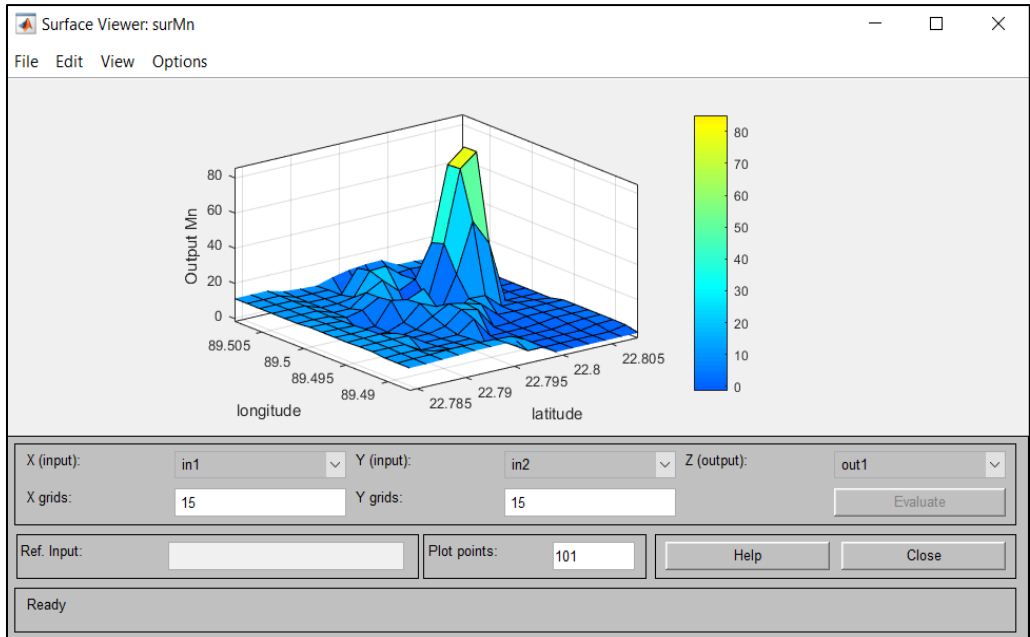 Surface Viewer: surMn
File Edit View Options
80
60
40
20
0
Output Mn
89.505
89.5
89.495
89.49
longitude
22.785
22.79
22.795
22.8
22.805
latitude
80
70
60
50
40
30
20
10
0
X (input): in1 Y (input): in2 Z (output): out1
X grids: 15 Y grids: 15 Evaluate
Ref. Input: Plot points: 101 Help Close
Ready